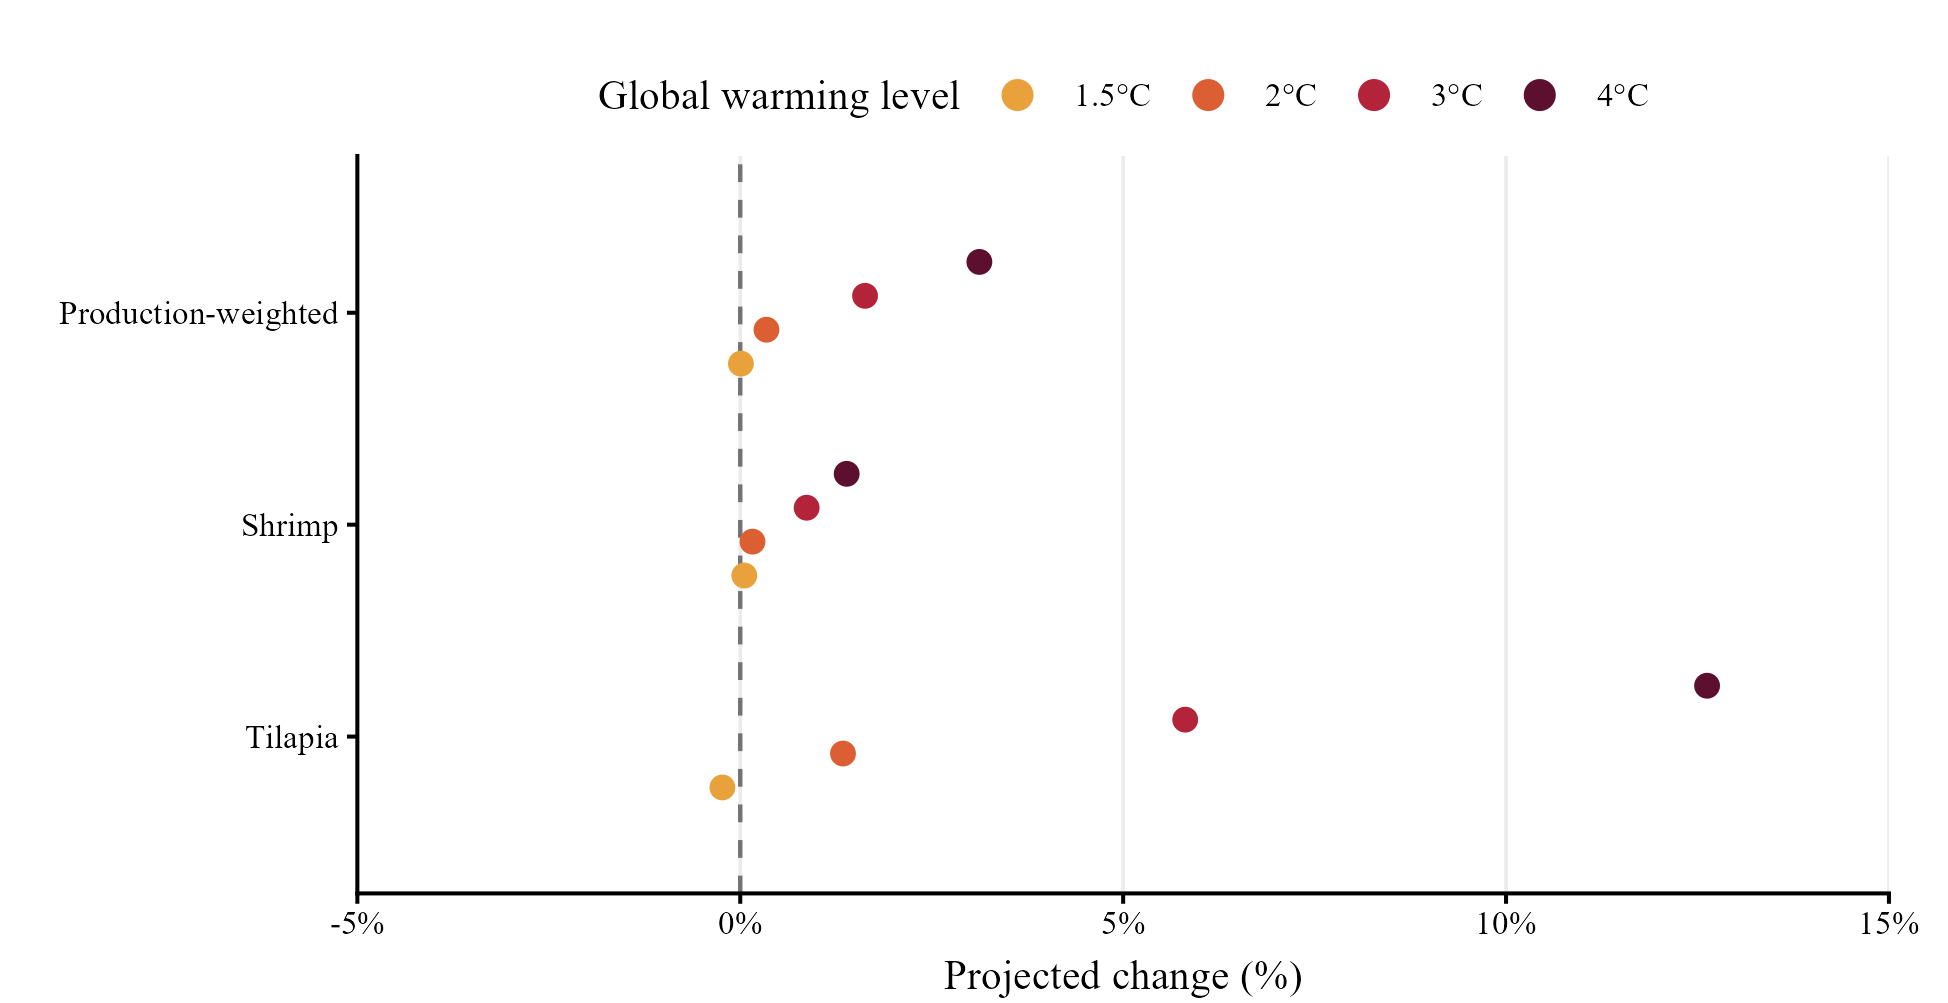 Global warming level 1.5°C 2°C 3°C 4°C
Production-weighted
Shrimp
Tilapia
-5% 0% 5% 10% 15%
Projected change (%)